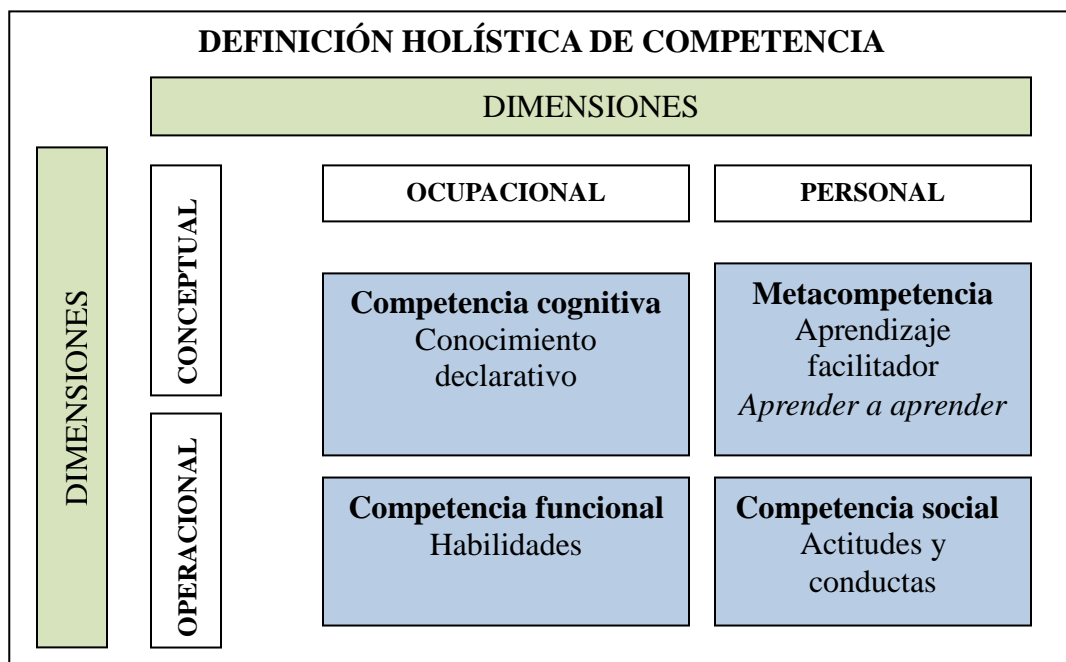 DEFINICIÓN HOLÍSTICA DE COMPETENCIA
DIMENSIONES
DIMENSIONES
CONCEPTUAL
OCUPACIONAL
PERSONAL
Competencia cognitiva
Conocimiento
declarativo
Metacompetencia
Aprendizaje
facilitador
Aprender a aprender
OPERACIONAL
Competencia funcional
Habilidades
Competencia social
Actitudes y
conductas